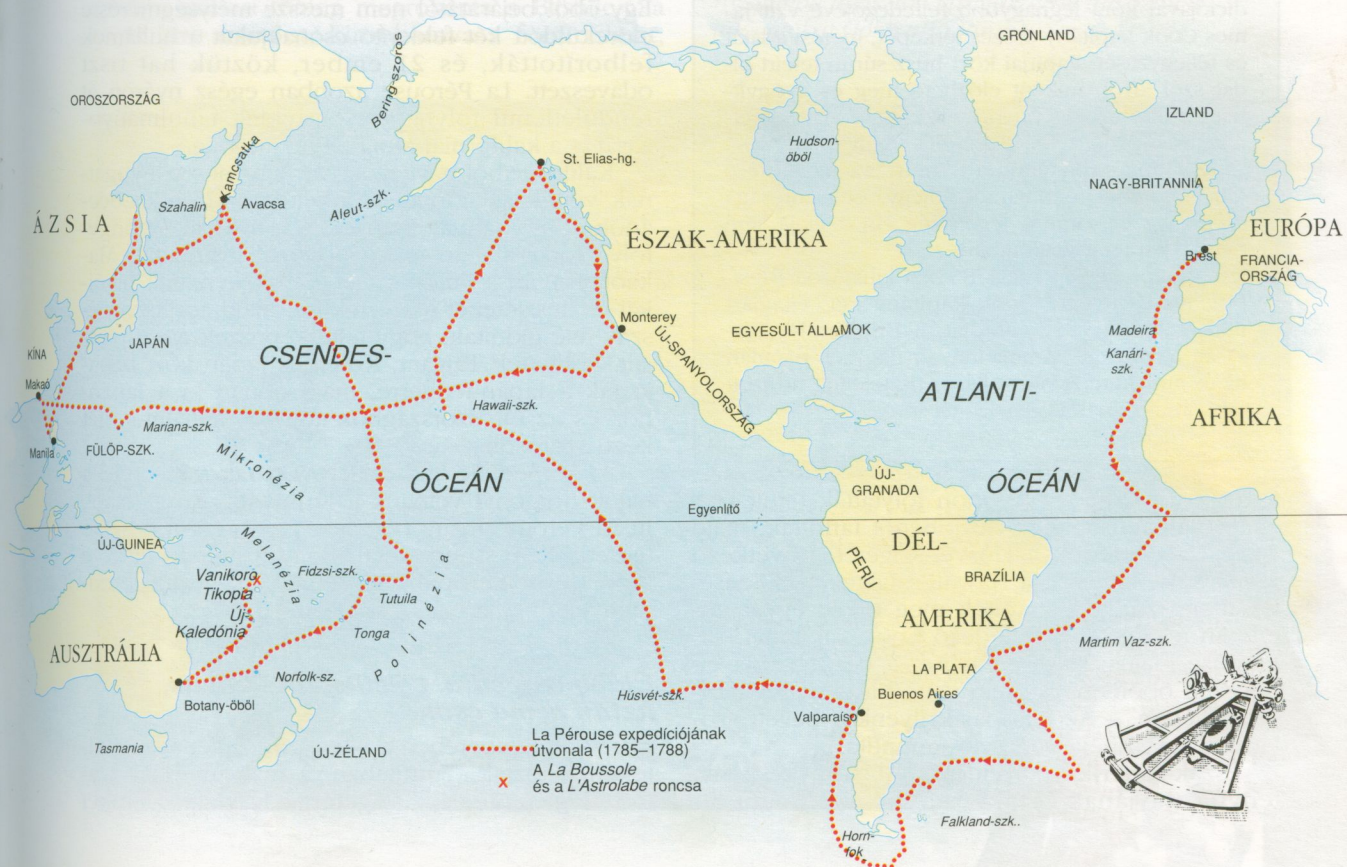 GRÖNLAND
OROSZORSZÁG
Bering-szoros
IZLAND
Hudson-
öböl
St. Elias-hg.
Kamcsatka
NAGY-BRITANNIA
Szahalin
Avacsa
Aleut-szk.
ÁZSIA
ÉSZAK-AMERIKA
EURÓPA
Brest
FRANCIA-
ORSZÁG
Monterey
EGYESÜLT ÁLLAMOK
Madeira
JAPÁN
KÍNA
CSENDES-
ÚJ-SPANYOLORSZÁG
Kanári-
szk.
Makaó
ATLANTI-
Hawaii-szk.
AFRIKA
Mariana-szk.
Manila
FÜLÖP-SZK.
Mikronézia
ÓCEÁN
ÚJ-
GRANADA
ÓCEÁN
Egyenlítő
ÚJ-GUINEA
Melanézia
DÉL-
PERU
BRAZÍLIA
Vanikoro
Fidzsi-szk.
Tikopia
Tutuila
Polinézia
Új-
Kaledónia
Tonga
AMERIKA
Martim Vaz-szk.
AUSZTRÁLIA
LA PLATA
Norfolk-sz.
Húsvét-szk.
Buenos Aires
Botany-öböl
Valparaíso
Tasmania
ÚJ-ZÉLAND
La Pérouse expedíciójának
útvonala (1785–1788)
x A La Boussole
és a L'Astrolabe roncsa
Falkland-szk..
Horn-
fok